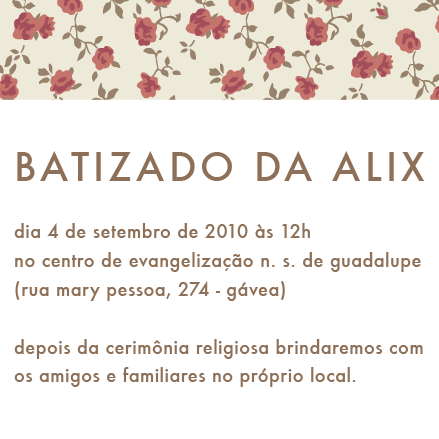 BATIZADO DA ALIX
dia 4 de setembro de 2010 às 12h
no centro de evangelização n. s. de guadalupe
(rua mary pessoa, 274 - gávea)
depois da cerimônia religiosa brindaremos com
os amigos e familiares no próprio local.